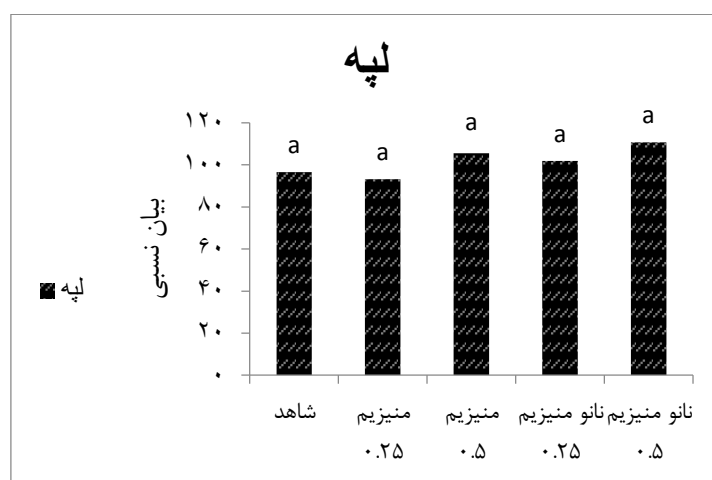 لپه
۱۲۰
۱۰۰
۸۰
۶۰
۴۰
۲۰
۰
بیان نسبی
a
a
a
a
a
شاهد
منیزیم
۰.۲۵
منیزیم
۰.۵
نانو منیزیم
۰.۲۵
نانو منیزیم
۰.۵
لپه